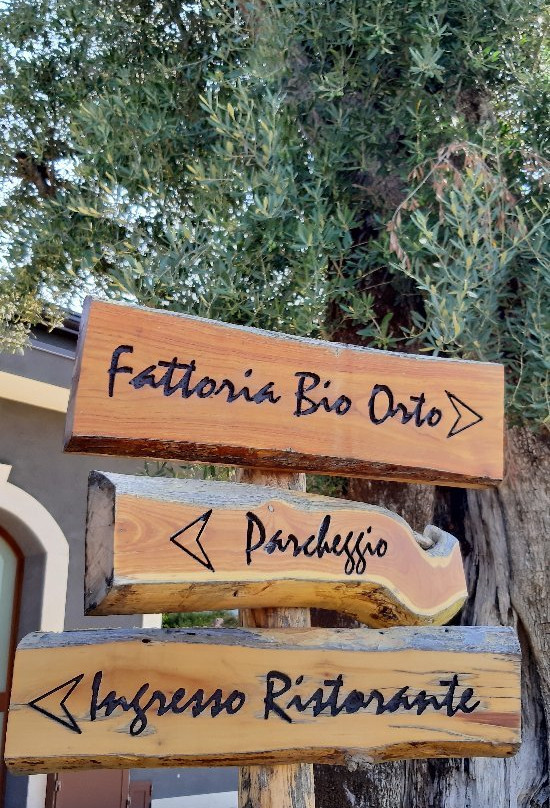 Fattoria Bio Orto
Parcheggio
Ingresso Ristorante